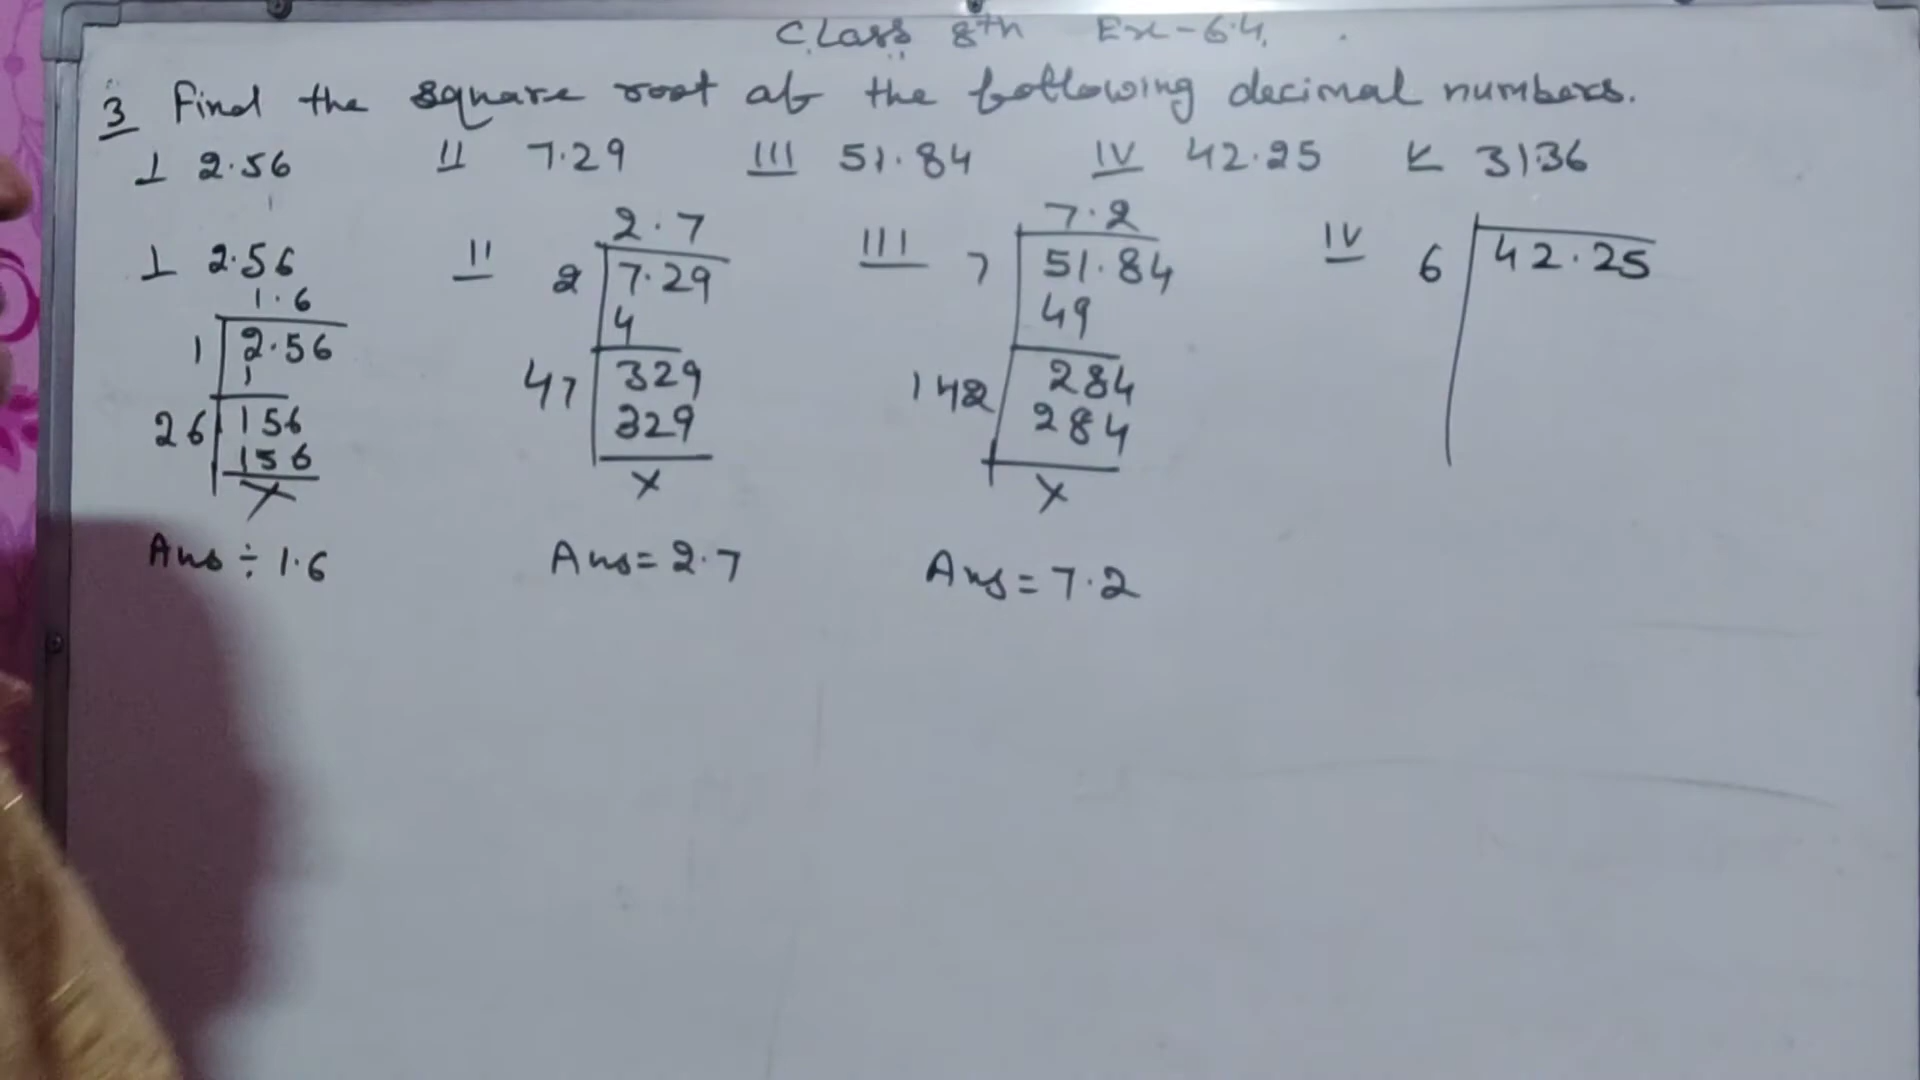 Class 8th Ex-6.4.
3 Find the square root of the following decimal numbers.
I 2.56 II 7.29 III 51.84 IV 42.25 V 31.36
I 2.56
1.6
1 2.56
1
26 156
156
X
Ans ÷ 1.6
II 2.7
2 7.29
4
47 329
329
X
Ans = 2.7
III 7.2
7 51.84
49
142 284
284
X
Ans = 7.2
IV 6 42.25